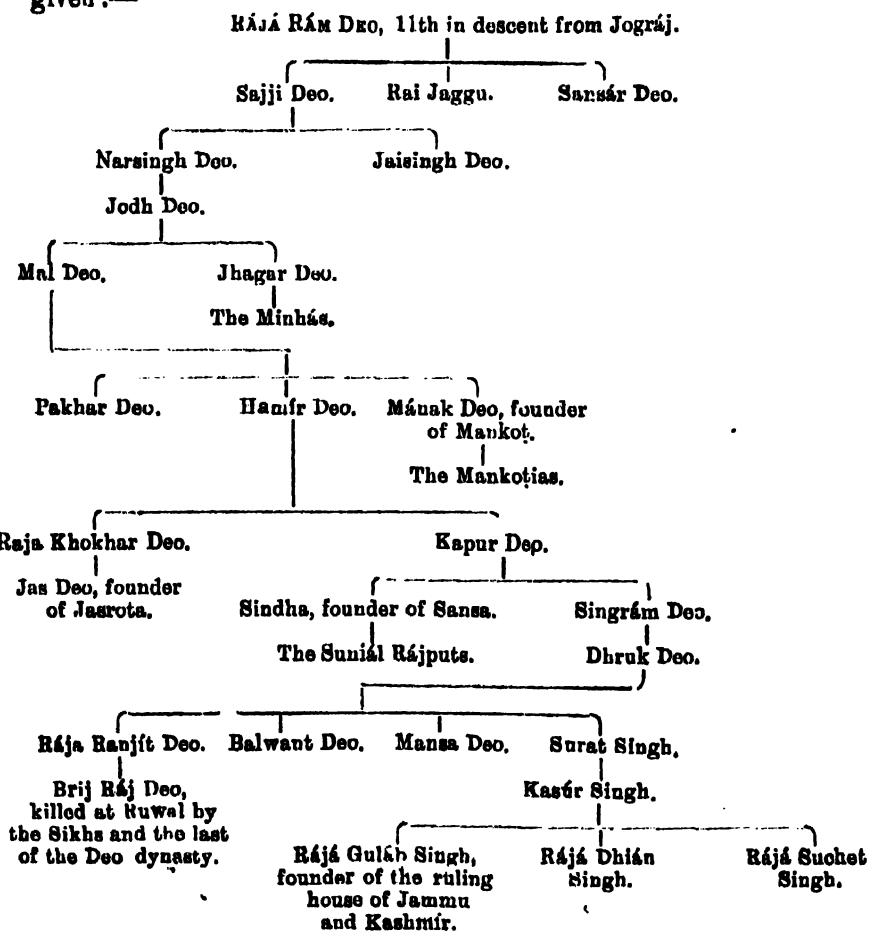 given :—
RÁJÁ RÁM DEO, 11th in descent from Jográj.
Sajji Deo. Rai Jaggu. Sansár Deo.
Narsingh Deo. Jaisingh Deo.
Jodh Deo.
Mal Deo. Jhagar Deo.
The Minhás.
Pakhar Deo. Hamír Deo. Mának Deo, founder
of Mankoṭ.
The Mankoṭias.
Raja Khokhar Deo. Kapur Deo.
Jas Deo, founder
of Jasrota.
Sindha, founder of Sansa. Singrám Deo.
The Suniál Rájputs. Dhruk Deo.
Rája Ranjít Deo. Balwant Deo. Mansa Deo. Surat Singh.
Brij Ráj Deo,
killed at Ruwal by
the Sikhs and the last
of the Deo dynasty.
Kasúr Singh.
Rájá Guláb Singh,
founder of the ruling
house of Jammu
and Kashmír.
Rájá Dhián
Singh.
Rájá Suchet
Singh.